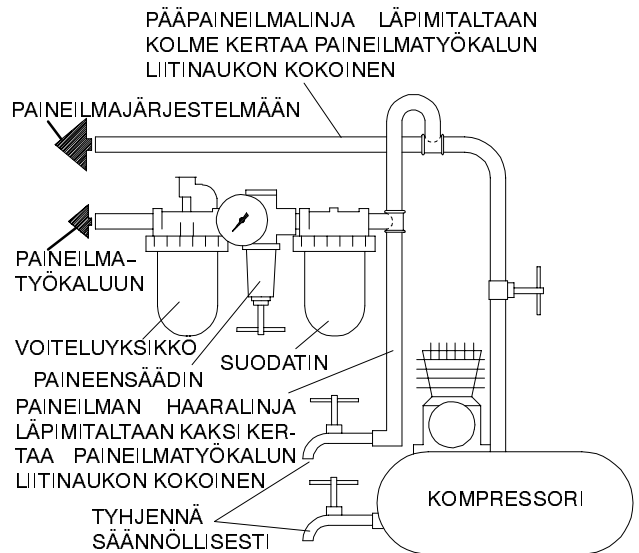 PÄÄPAINEILMALINJA LÄPIMITALTAAN
KOLME KERTAA PAINEILMATYÖKALUN
LIITINAUKON KOKOINEN
PAINEILMAJÄRJESTELMÄÄN
PAINEILMA–
TYÖKALUUN
VOITELUYKSIKKÖ
SUODATIN
PAINEENSÄÄDIN
PAINEILMAN HAARALINJA
LÄPIMITALTAAN KAKSI KER-
TAA PAINEILMATYÖKALUN
LIITINAUKON KOKOINEN
KOMPRESSORI
TYHJENNÄ
SÄÄNNÖLLISESTI